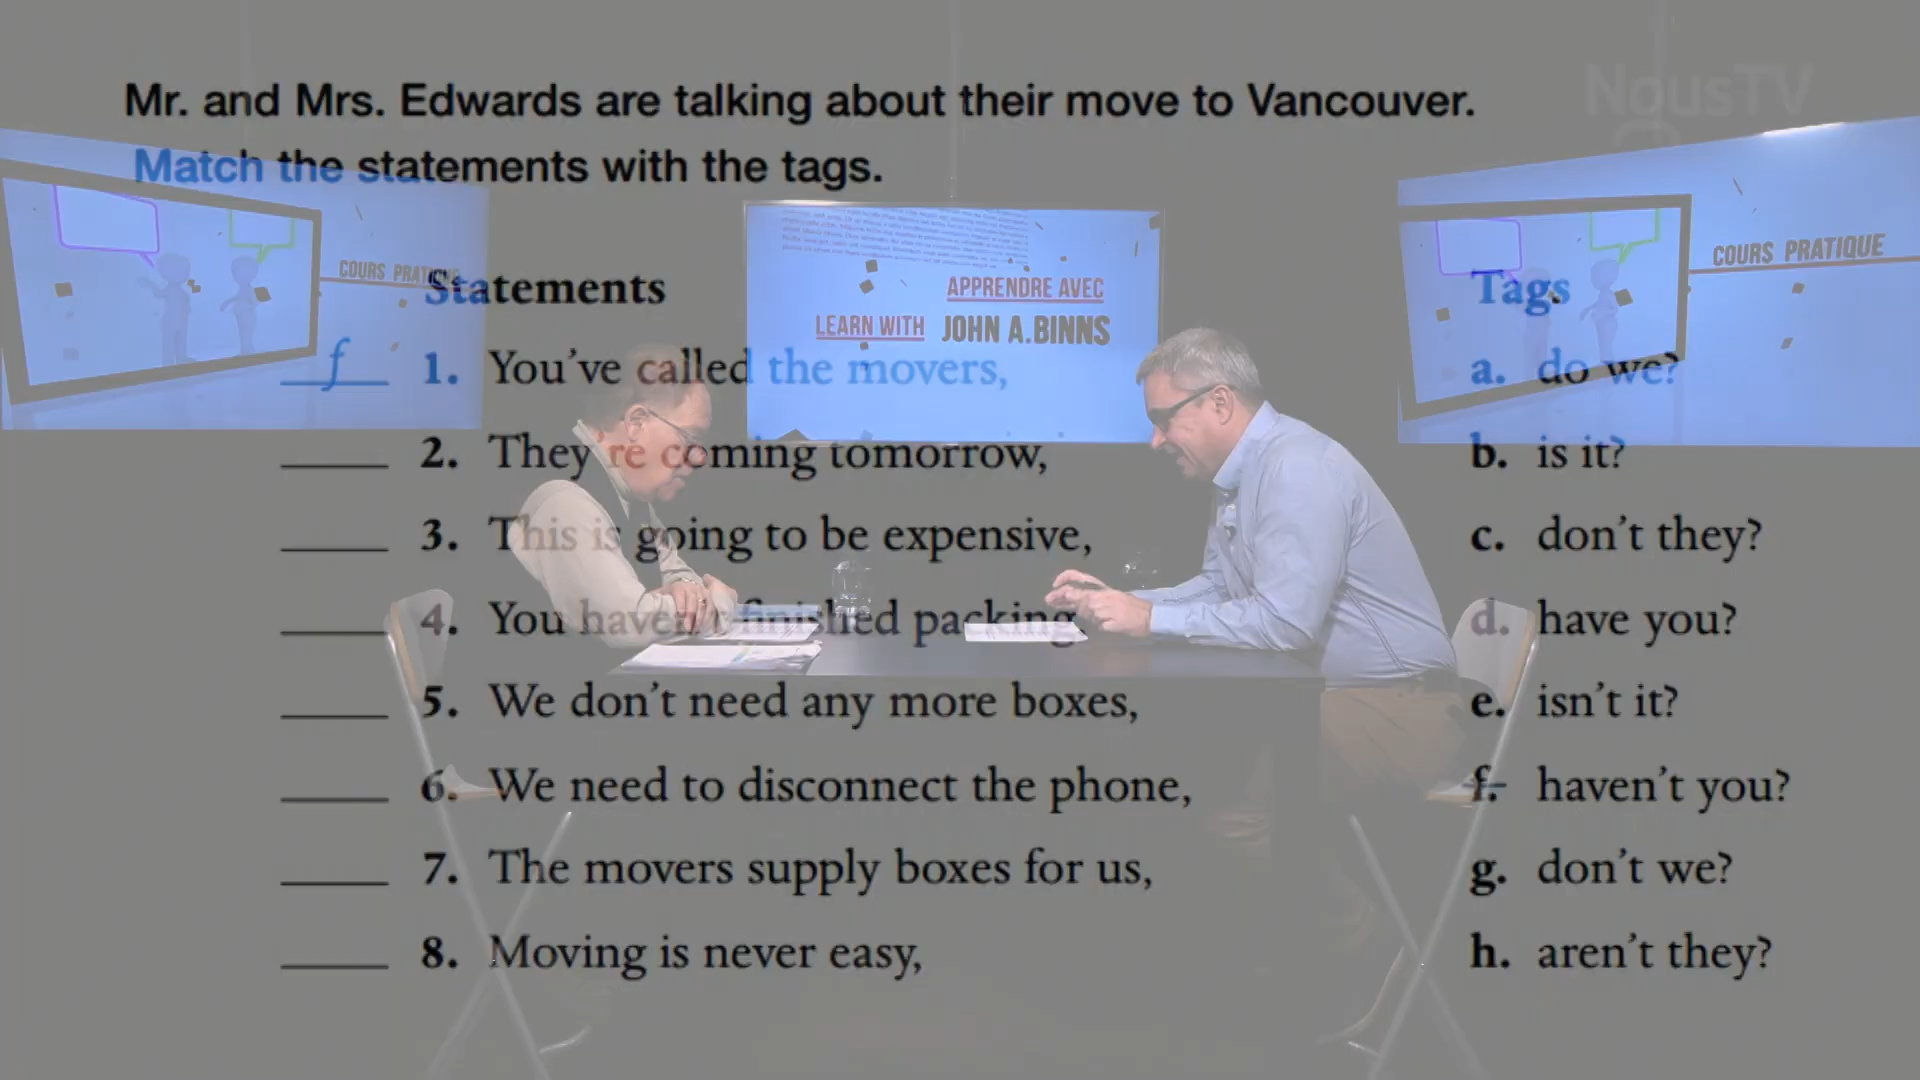 NousTV
Mr. and Mrs. Edwards are talking about their move to Vancouver.
Match the statements with the tags.
COURS PRATIQUE
APPRENDRE AVEC
LEARN WITH JOHN A.BINNS
COURS PRATIQUE
Statements
Tags
f 1. You've called the movers,
a. do we?
2. They're coming tomorrow,
b. is it?
3. This is going to be expensive,
c. don't they?
4. You haven't finished packing,
d. have you?
5. We don't need any more boxes,
e. isn't it?
6. We need to disconnect the phone,
f. haven't you?
7. The movers supply boxes for us,
g. don't we?
8. Moving is never easy,
h. aren't they?